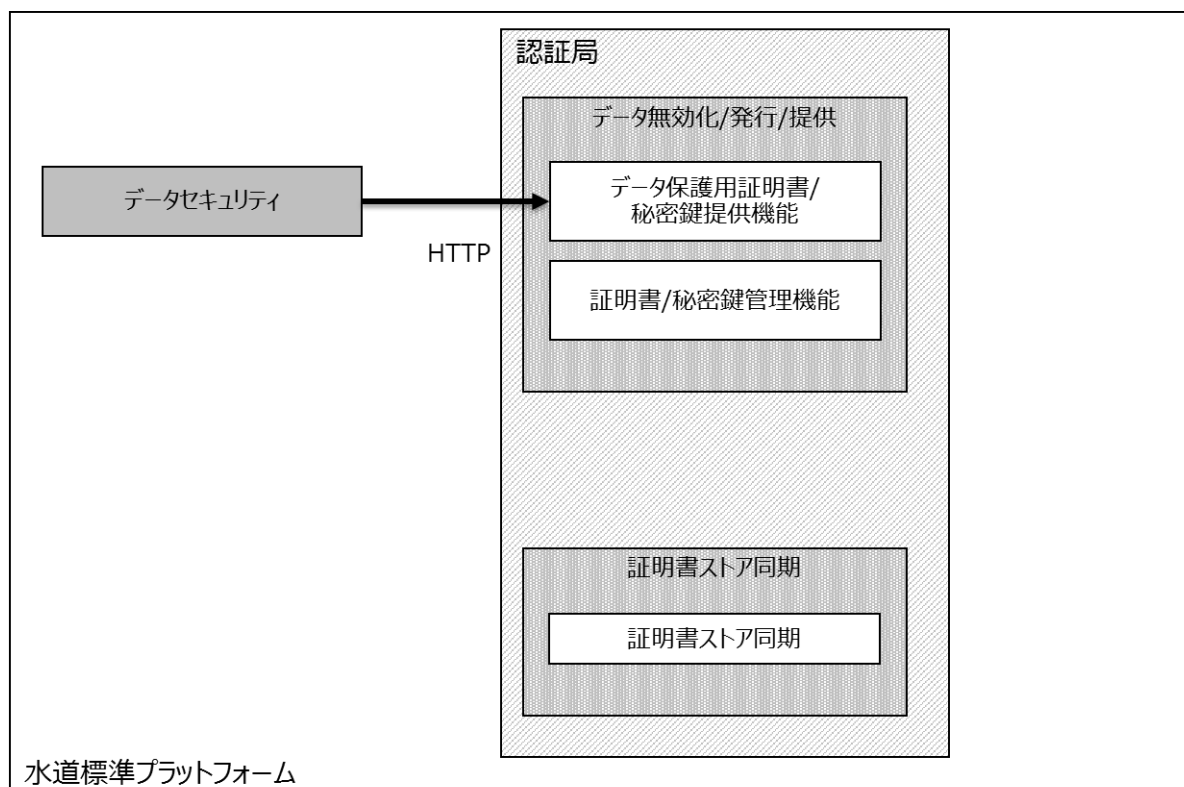 認証局
データ無効化/発行/提供
データセキュリティ
データ保護用証明書/
秘密鍵提供機能
HTTP
証明書/秘密鍵管理機能
証明書ストア同期
証明書ストア同期
水道標準プラットフォーム